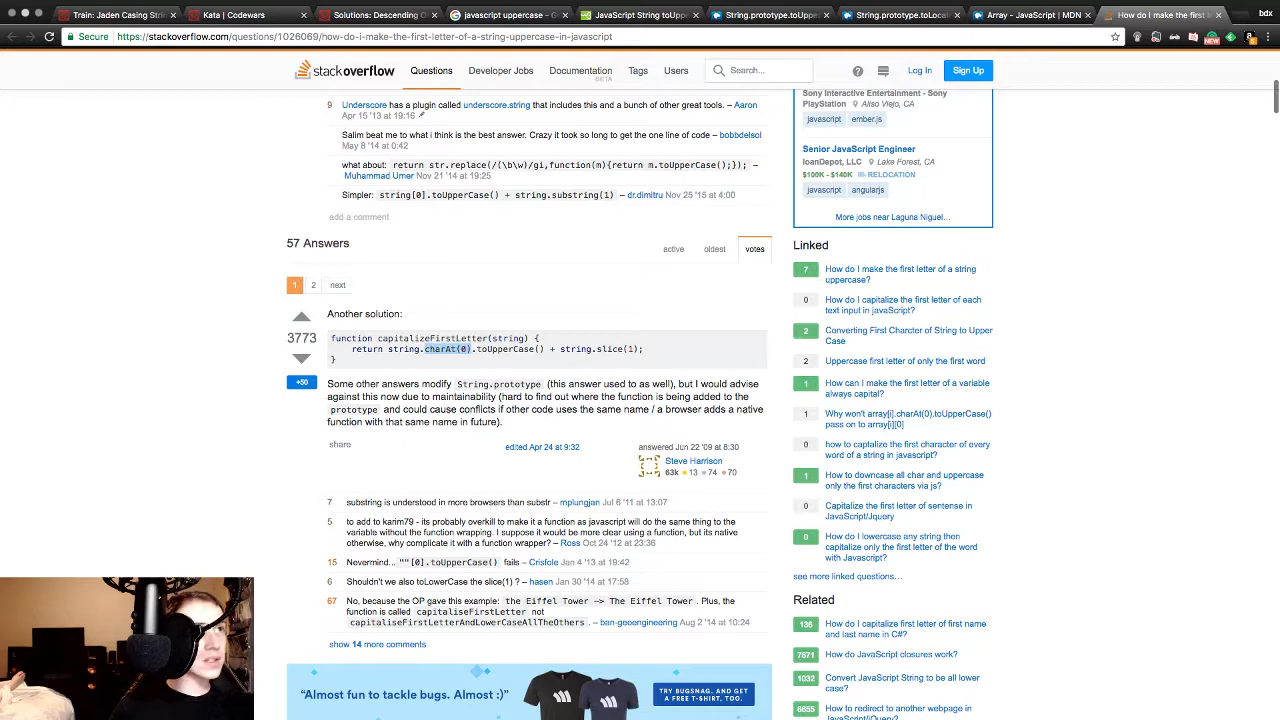 Train: Jaden Casing Strings
Kata | Codewars
Solutions: Descending O
javascript uppercase - G
JavaScript String toUppe
String.prototype.toUppe
String.prototype.toLocal
Array - JavaScript | MDN
How do I make the first l
bdx
Secure
https://stackoverflow.com/questions/1026069/how-do-i-make-the-first-letter-of-a-string-uppercase-in-javascript
stackoverflow
Questions
Developer Jobs
Documentation
BETA
Tags
Users
Search...
Log In
Sign Up
9 Underscore has a plugin called underscore.string that includes this and a bunch of other great tools. – Aaron
Apr 15 '13 at 19:16
Salim beat me to what i think is the best answer. Crazy it took so long to get the one line of code – bobbdelsol
May 8 '14 at 0:42
what about: return str.replace(/(\b\w)/gi,function(m){return m.toUpperCase();}); –
Muhammad Umer Nov 21 '14 at 19:25
Simpler: string[0].toUpperCase() + string.substring(1) – dr.dimitru Nov 25 '15 at 4:00
add a comment
57 Answers
active
oldest
votes
1
2
next
3773
+50
Another solution:
function capitalizeFirstLetter(string) {
return string.charAt(0).toUpperCase() + string.slice(1);
}
Some other answers modify String.prototype (this answer used to as well), but I would advise
against this now due to maintainability (hard to find out where the function is being added to the
prototype and could cause conflicts if other code uses the same name / a browser adds a native
function with that same name in future).
share
edited Apr 24 at 9:32
answered Jun 22 '09 at 8:30
Steve Harrison
63k 13 74 70
7 substring is understood in more browsers than substr – mplungjan Jul 6 '11 at 13:07
5 to add to karim79 - its probably overkill to make it a function as javascript will do the same thing to the
variable without the function wrapping. I suppose it would be more clear using a function, but its native
otherwise, why complicate it with a function wrapper? – Ross Oct 24 '12 at 23:36
15 Nevermind... ""[0].toUpperCase() fails – Crisfole Jan 4 '13 at 19:42
6 Shouldn't we also toLowerCase the slice(1) ? – hasen Jan 30 '14 at 17:58
67 No, because the OP gave this example: the Eiffel Tower -> The Eiffel Tower . Plus, the
function is called capitaliseFirstLetter not
capitaliseFirstLetterAndLowerCaseAllTheOthers . – ban-geoengineering Aug 2 '14 at 10:24
show 14 more comments
"Almost fun to tackle bugs. Almost :)"
TRY BUGSNAG. AND GET
A FREE T-SHIRT, TOO.
Sony Interactive Entertainment - Sony
PlayStation Aliso Viejo, CA
javascript ember.js
Senior JavaScript Engineer
loanDepot, LLC Lake Forest, CA
$100K - $140K RELOCATION
javascript angularjs
More jobs near Laguna Niguel...
Linked
7 How do I make the first letter of a string
uppercase?
0 How do I capitalize the first letter of each
text input in javaScript?
2 Converting First Charcter of String to Upper
Case
2 Uppercase first letter of only the first word
1 How can I make the first letter of a variable
always capital?
1 Why won't array[i].charAt(0).toUpperCase()
pass on to array[i][0]
0 how to captalize the first character of every
word of a string in javascript?
1 How to downcase all char and uppercase
only the first characters via js?
0 Capitalize the first letter of sentence in
JavaScript/Jquery
0 How do I lowercase any string then
capitalize only the first letter of the word
with Javascript?
see more linked questions...
Related
136 How do I capitalize first letter of first name
and last name in C#?
7671 How do JavaScript closures work?
1032 Convert JavaScript String to be all lower
case?
6655 How to redirect to another webpage in
JavaScript/jQuery?